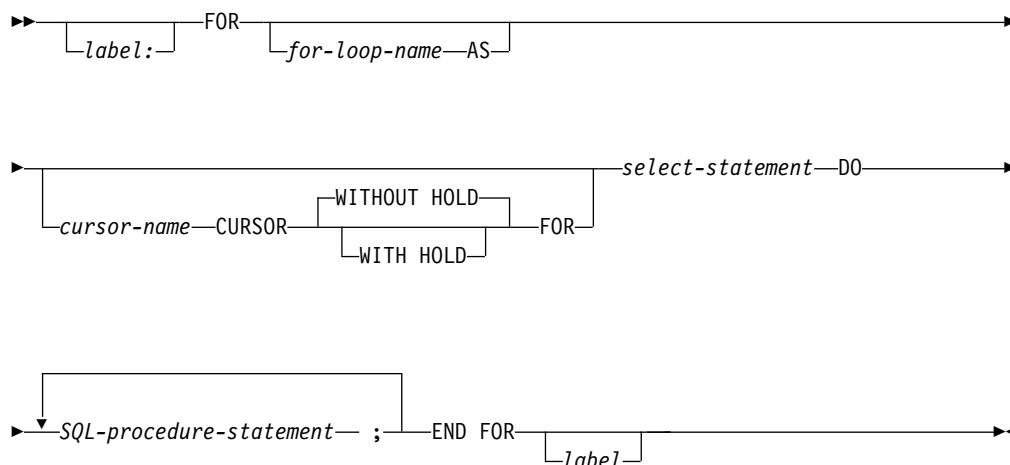 FOR
label: for-loop-name AS
select-statement DO
WITHOUT HOLD
cursor-name CURSOR FOR
WITH HOLD
SQL-procedure-statement ; END FOR
label